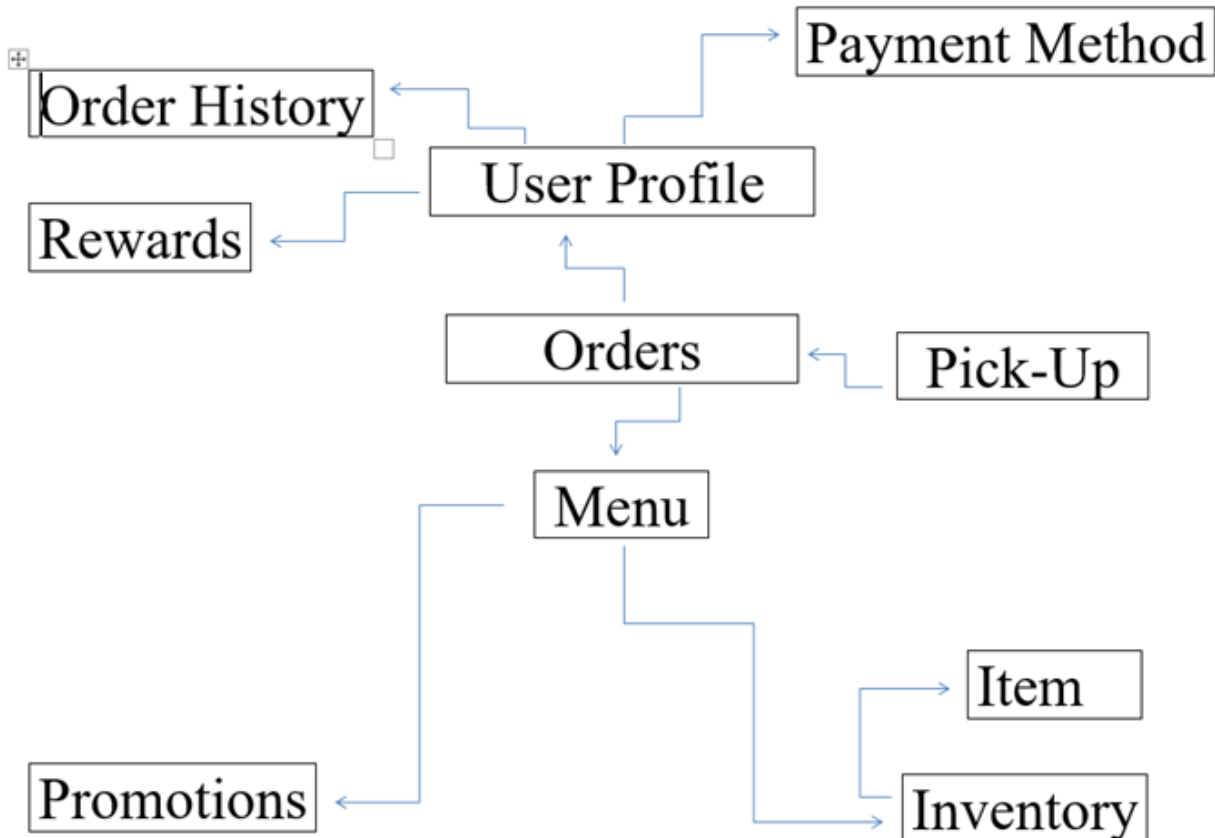 Payment Method
Order History
User Profile
Rewards
Orders
Pick-Up
Menu
Item
Promotions
Inventory